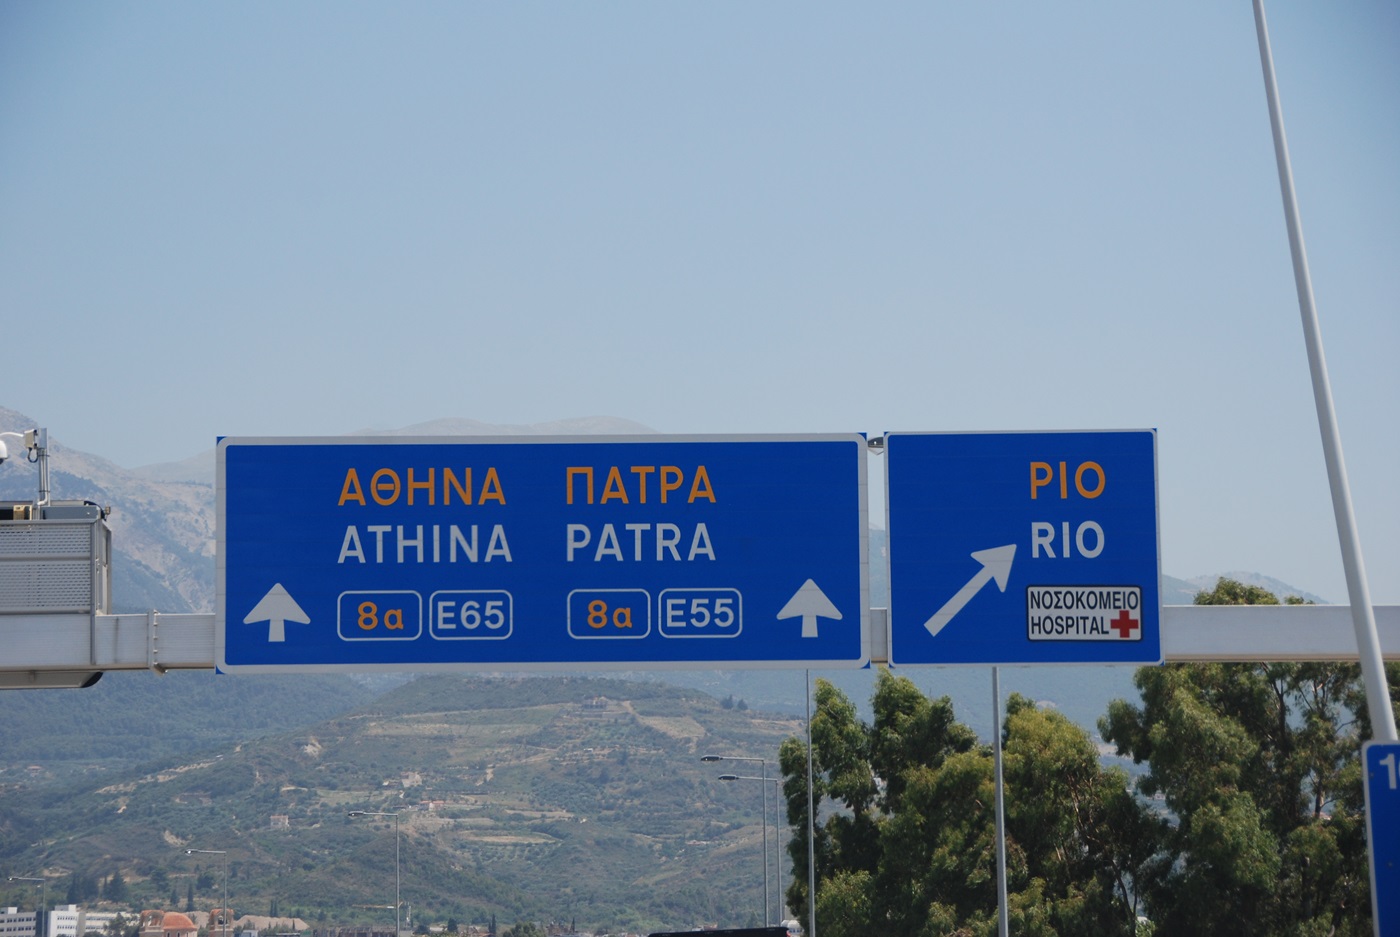 ΑΘΗΝΑ ΠΑΤΡΑ
ATHINA PATRA
8α E65 8α E55
ΡΙΟ
RIO
ΝΟΣΟΚΟΜΕΙΟ
HOSPITAL